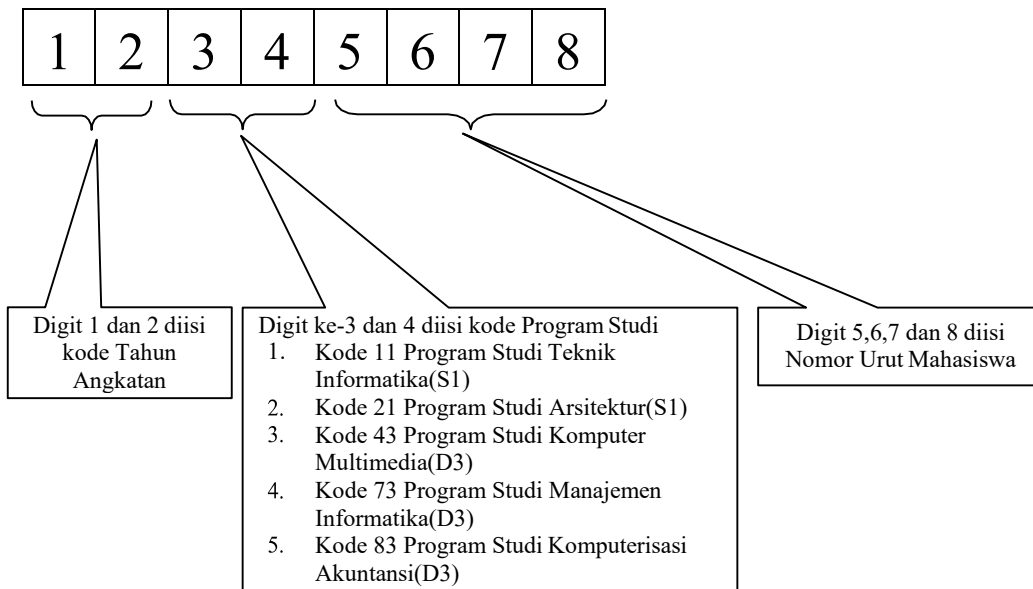 1 2 3 4 5 6 7 8
Digit 1 dan 2 diisi
kode Tahun
Angkatan
Digit ke-3 dan 4 diisi kode Program Studi
1. Kode 11 Program Studi Teknik
Informatika(S1)
2. Kode 21 Program Studi Arsitektur(S1)
3. Kode 43 Program Studi Komputer
Multimedia(D3)
4. Kode 73 Program Studi Manajemen
Informatika(D3)
5. Kode 83 Program Studi Komputerisasi
Akuntansi(D3)
Digit 5,6,7 dan 8 diisi
Nomor Urut Mahasiswa